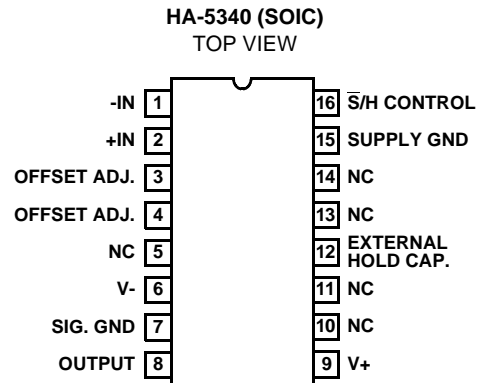 HA-5340 (SOIC)
TOP VIEW
-IN 1
+IN 2
OFFSET ADJ. 3
OFFSET ADJ. 4
NC 5
V- 6
SIG. GND 7
OUTPUT 8
16 S̅/H CONTROL
15 SUPPLY GND
14 NC
13 NC
12 EXTERNAL
HOLD CAP.
11 NC
10 NC
9 V+